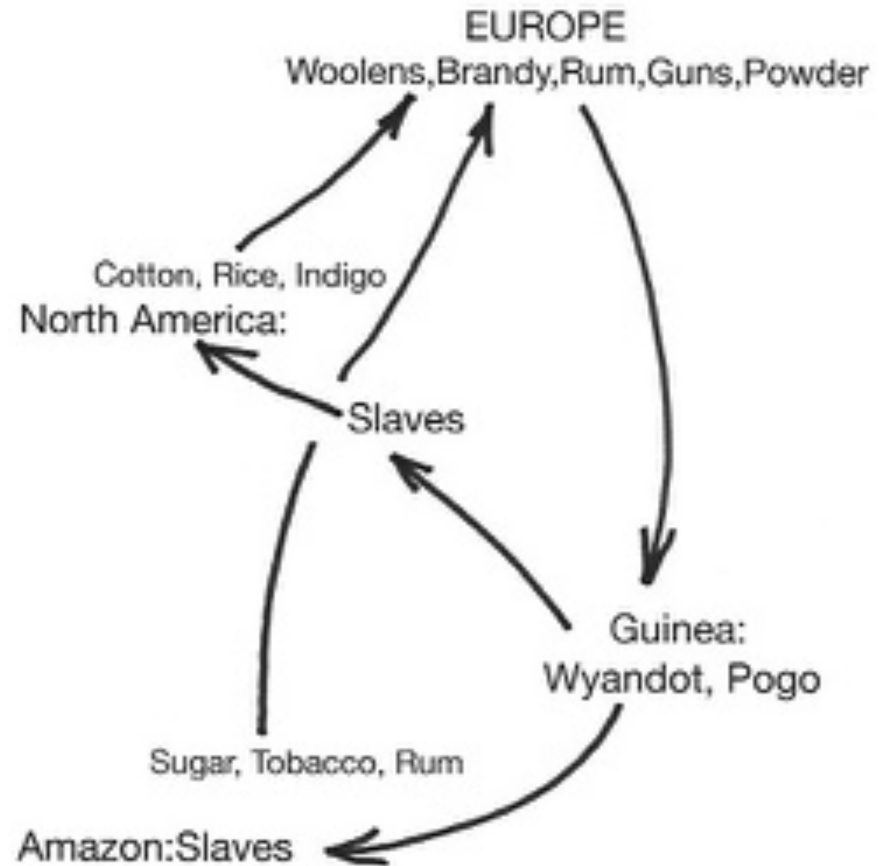 EUROPE
Woolens,Brandy,Rum,Guns,Powder
Cotton, Rice, Indigo
North America:
Slaves
Guinea:
Wyandot, Pogo
Sugar, Tobacco, Rum
Amazon:Slaves